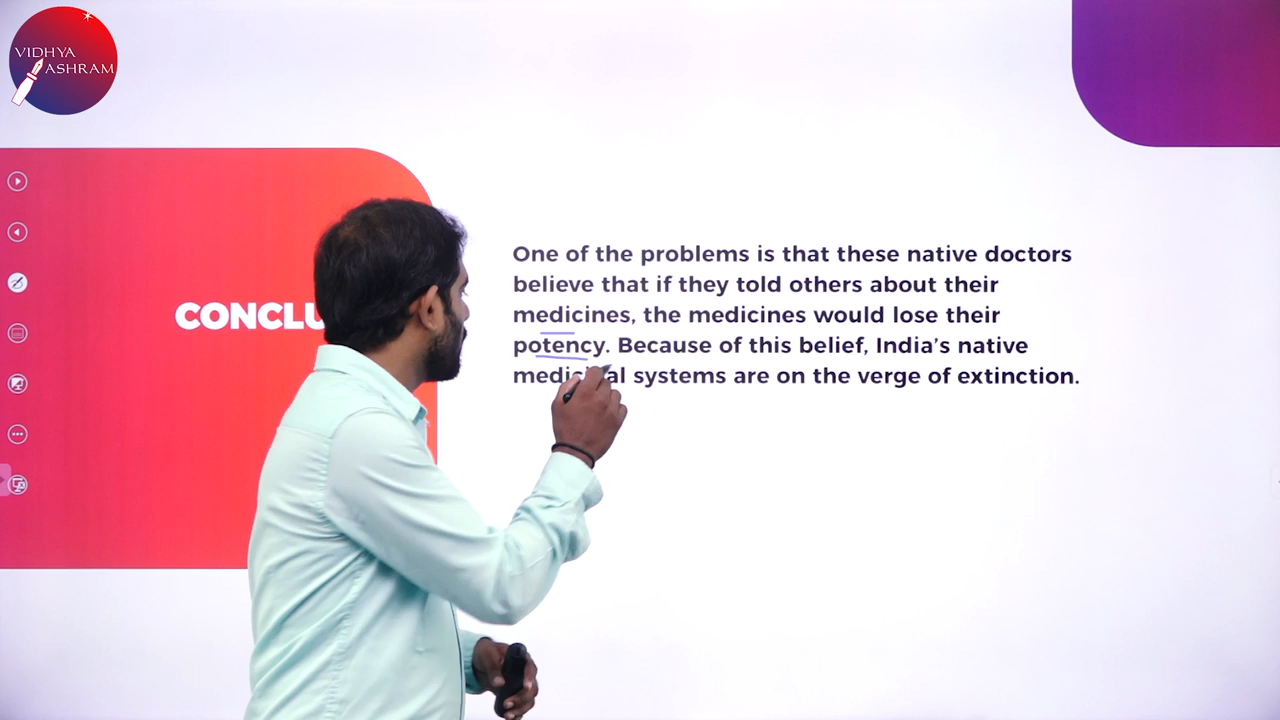 VIDHYA
ASHRAM
CONCLU
One of the problems is that these native doctors
believe that if they told others about their
medicines, the medicines would lose their
potency. Because of this belief, India's native
medicinal systems are on the verge of extinction.